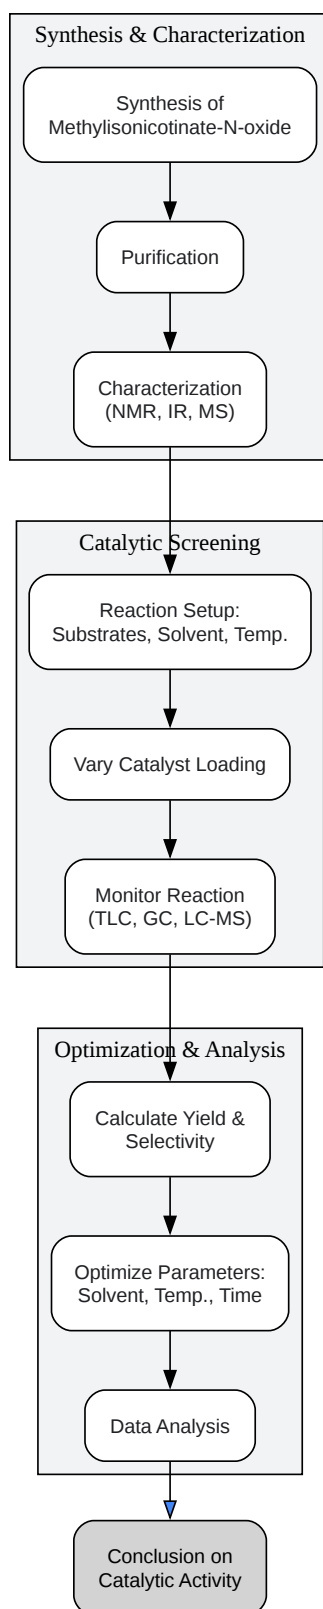 Synthesis & Characterization
Synthesis of
Methylisonicotinate-N-oxide
Purification
Characterization
(NMR, IR, MS)
Catalytic Screening
Reaction Setup:
Substrates, Solvent, Temp.
Vary Catalyst Loading
Monitor Reaction
(TLC, GC, LC-MS)
Optimization & Analysis
Calculate Yield &
Selectivity
Optimize Parameters:
Solvent, Temp., Time
Data Analysis
Conclusion on
Catalytic Activity